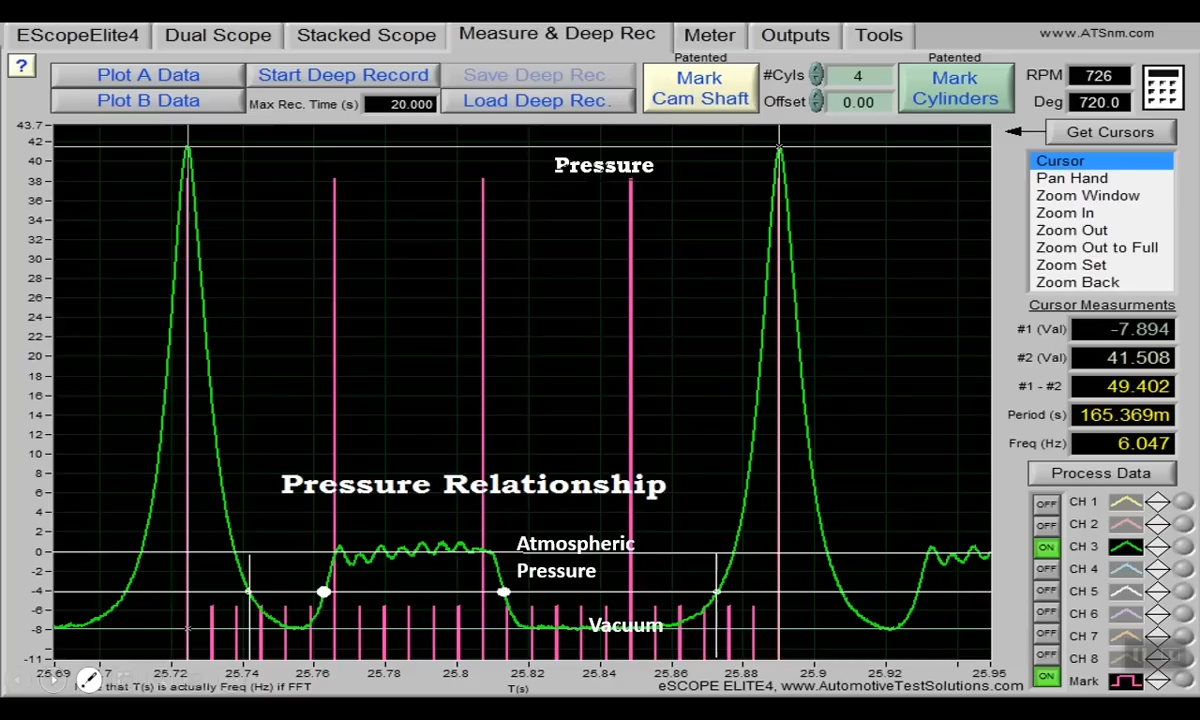 EScopeElite4 Dual Scope Stacked Scope Measure & Deep Rec Meter Outputs Tools www.ATSnm.com
Patented Patented
? Plot A Data Start Deep Record Save Deep Rec. Mark Cam Shaft #Cyls 4 Mark Cylinders RPM 726
Plot B Data Max Rec. Time (s) 20.000 Load Deep Rec. Offset 0.00 Deg 720.0
Get Cursors
Cursor
Pan Hand
Zoom Window
Zoom In
Zoom Out
Zoom Out to Full
Zoom Set
Zoom Back
Cursor Measurments
#1 (Val) -7.894
#2 (Val) 41.508
#1 - #2 49.402
Period (s) 165.369m
Freq (Hz) 6.047
Process Data
OFF CH 1
OFF CH 2
ON CH 3
OFF CH 4
OFF CH 5
OFF CH 6
OFF CH 7
OFF CH 8
ON Mark
43.7
42
40
38
36
34
32
30
28
26
24
22
20
18
16
14
12
10
8
6
4
2
0
-2
-4
-6
-8
-11
Pressure
Pressure Relationship
Atmospheric
Pressure
Vacuum
25.69 25.72 25.74 25.76 25.78 25.8 25.82 25.84 25.86 25.88 25.9 25.92 25.95
that T(s) is actually Freq (Hz) if FFT T(s) eSCOPE ELITE4, www.AutomotiveTestSolutions.com